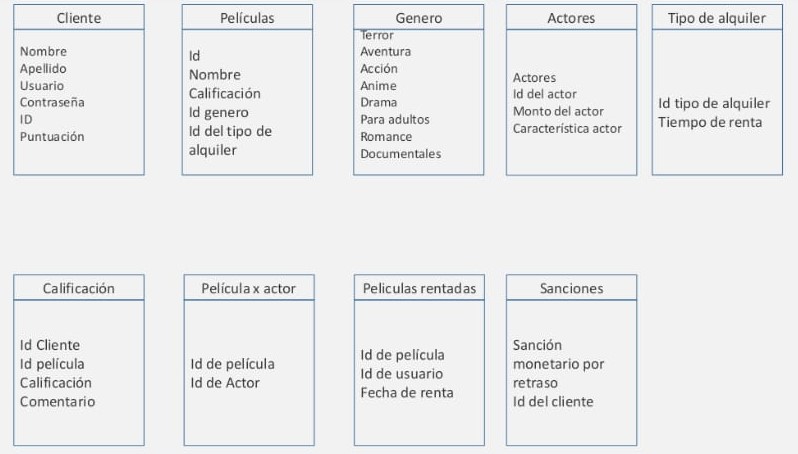 Cliente
Nombre
Apellido
Usuario
Contraseña
ID
Puntuación
Películas
Id
Nombre
Calificación
Id genero
Id del tipo de
alquiler
Genero
Terror
Aventura
Acción
Anime
Drama
Para adultos
Romance
Documentales
Actores
Actores
Id del actor
Monto del actor
Característica actor
Tipo de alquiler
Id tipo de alquiler
Tiempo de renta
Calificación
Id Cliente
Id película
Calificación
Comentario
Película x actor
Id de película
Id de Actor
Peliculas rentadas
Id de película
Id de usuario
Fecha de renta
Sanciones
Sanción
monetario por
retraso
Id del cliente